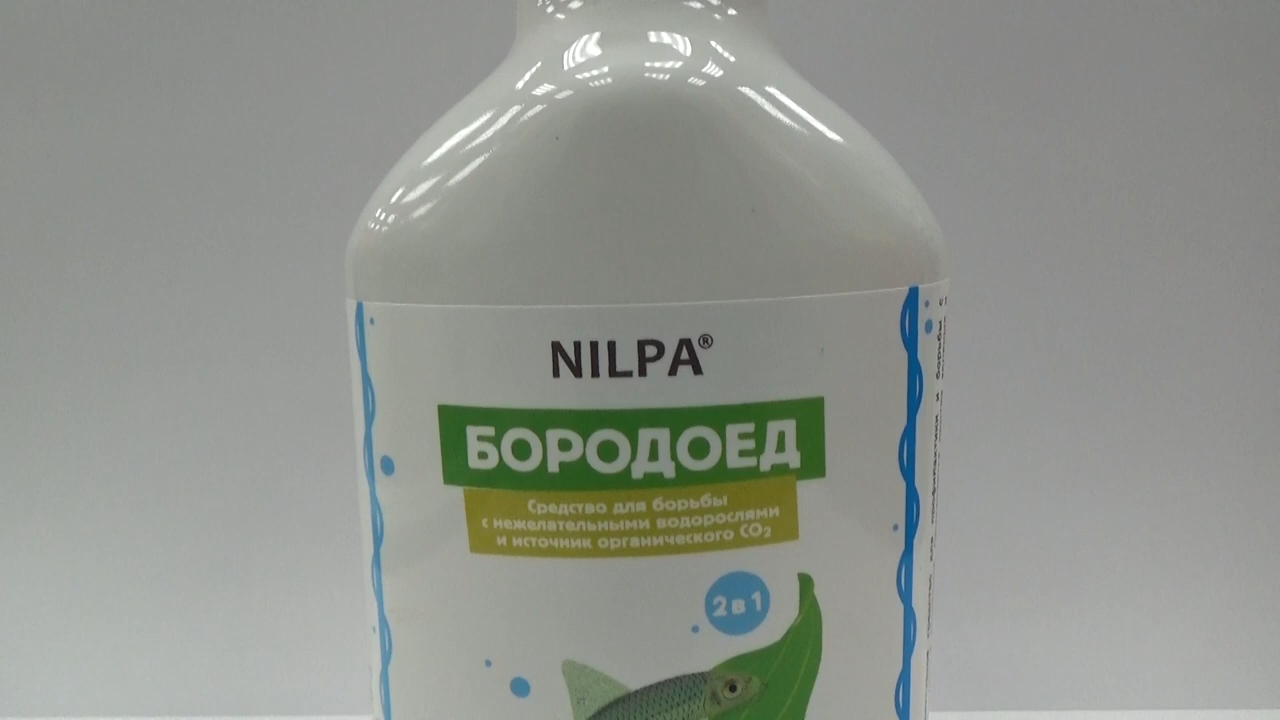 NILPA®
БОРОДОЕД
Средство для борьбы
с нежелательными водорослями
и источник органического CO₂
2 в 1